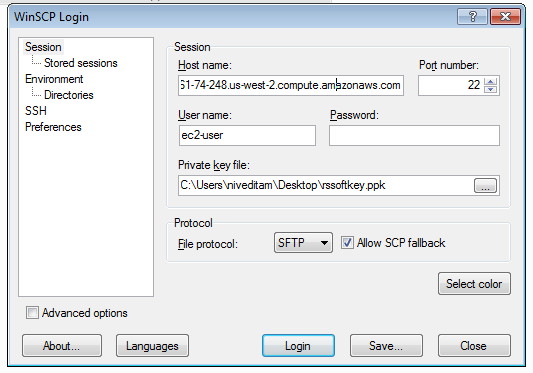 WinSCP Login
Session
Stored sessions
Environment
Directories
SSH
Preferences
Session
Host name:
Port number:
61-74-248.us-west-2.compute.amazonaws.com
22
User name:
Password:
ec2-user
Private key file:
C:\Users\niveditam\Desktop\rssoftkey.ppk
...
Protocol
File protocol:
SFTP
Allow SCP fallback
Select color
Advanced options
About...
Languages
Login
Save...
Close